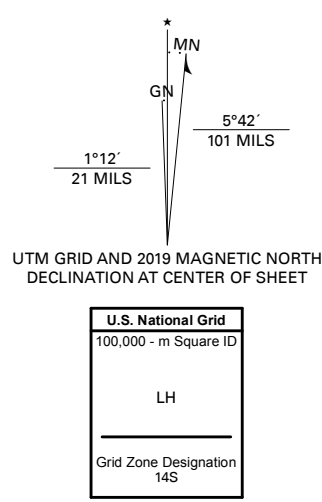 ★
MN
GN
5°42´
101 MILS
1°12´
21 MILS
UTM GRID AND 2019 MAGNETIC NORTH
DECLINATION AT CENTER OF SHEET
U.S. National Grid
100,000 - m Square ID
LH
Grid Zone Designation
14S